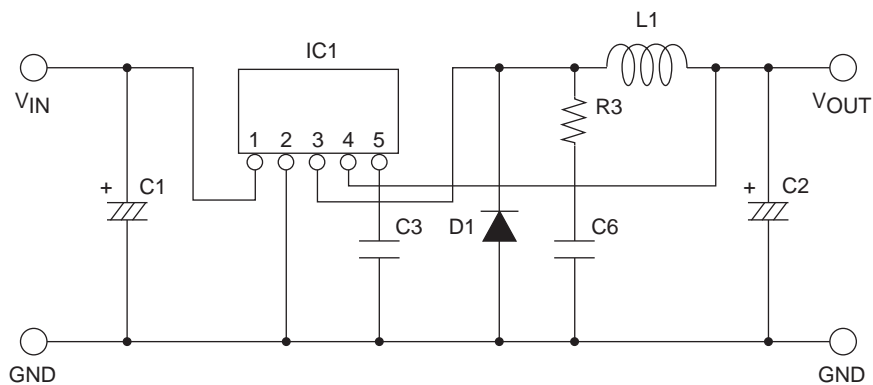 L1
IC1
VIN
VOUT
R3
1 2 3 4 5
+ C1
C3
D1
C6
+ C2
GND
GND